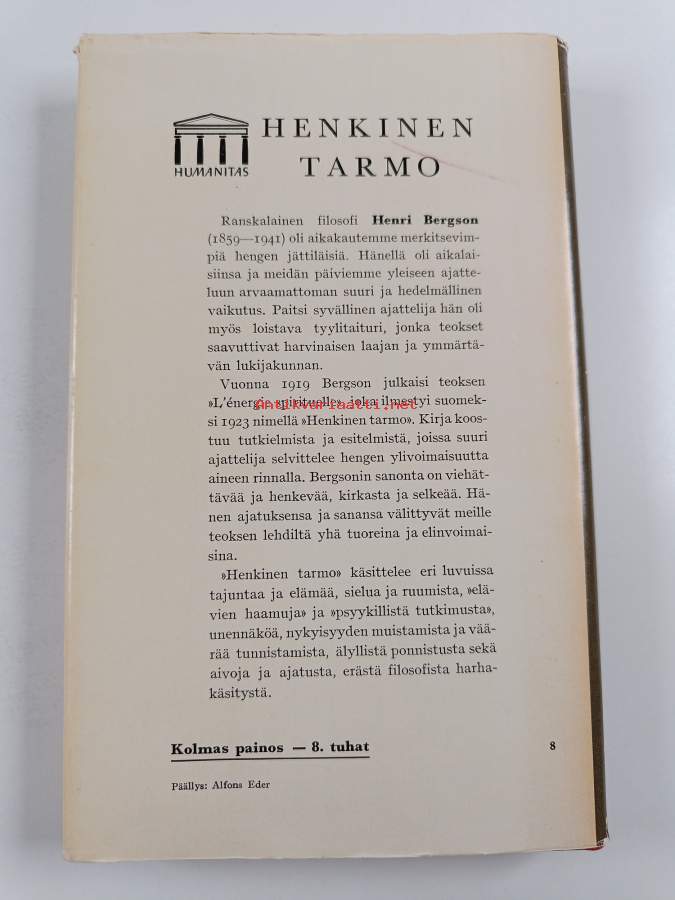 HENKINEN
TARMO
HUMANITAS
Ranskalainen filosofi Henri Bergson
(1859—1941) oli aikakautemme merkitsevim-
piä hengen jättiläisiä. Hänellä oli aikalai-
siinsa ja meidän päiviemme yleiseen ajatte-
luun arvaamattoman suuri ja hedelmällinen
vaikutus. Paitsi syvällinen ajattelija hän oli
myös loistava tyylitaituri, jonka teokset
saavuttivat harvinaisen laajan ja ymmärtä-
vän lukijakunnan.
Vuonna 1919 Bergson julkaisi teoksen
»L'énergie spirituelle», joka ilmestyi suomek-
antikvariaatti.net
si 1923 nimellä »Henkinen tarmo». Kirja koos-
tuu tutkielmista ja esitelmistä, joissa suuri
ajattelija selvittelee hengen ylivoimaisuutta
aineen rinnalla. Bergsonin sanonta on viehät-
tävää ja henkevää, kirkasta ja selkeää. Hä-
nen ajatuksensa ja sanansa välittyvät meille
teoksen lehdiltä yhä tuoreina ja elinvoimai-
sina.
»Henkinen tarmo» käsittelee eri luvuissa
tajuntaa ja elämää, sielua ja ruumista, »elä-
vien haamuja» ja »psyykillistä tutkimusta»,
unennäköä, nykyisyyden muistamista ja vää-
rää tunnistamista, älyllistä ponnistusta sekä
aivoja ja ajatusta, erästä filosofista harha-
käsitystä.
Kolmas painos — 8. tuhat
8
Päällys: Alfons Eder